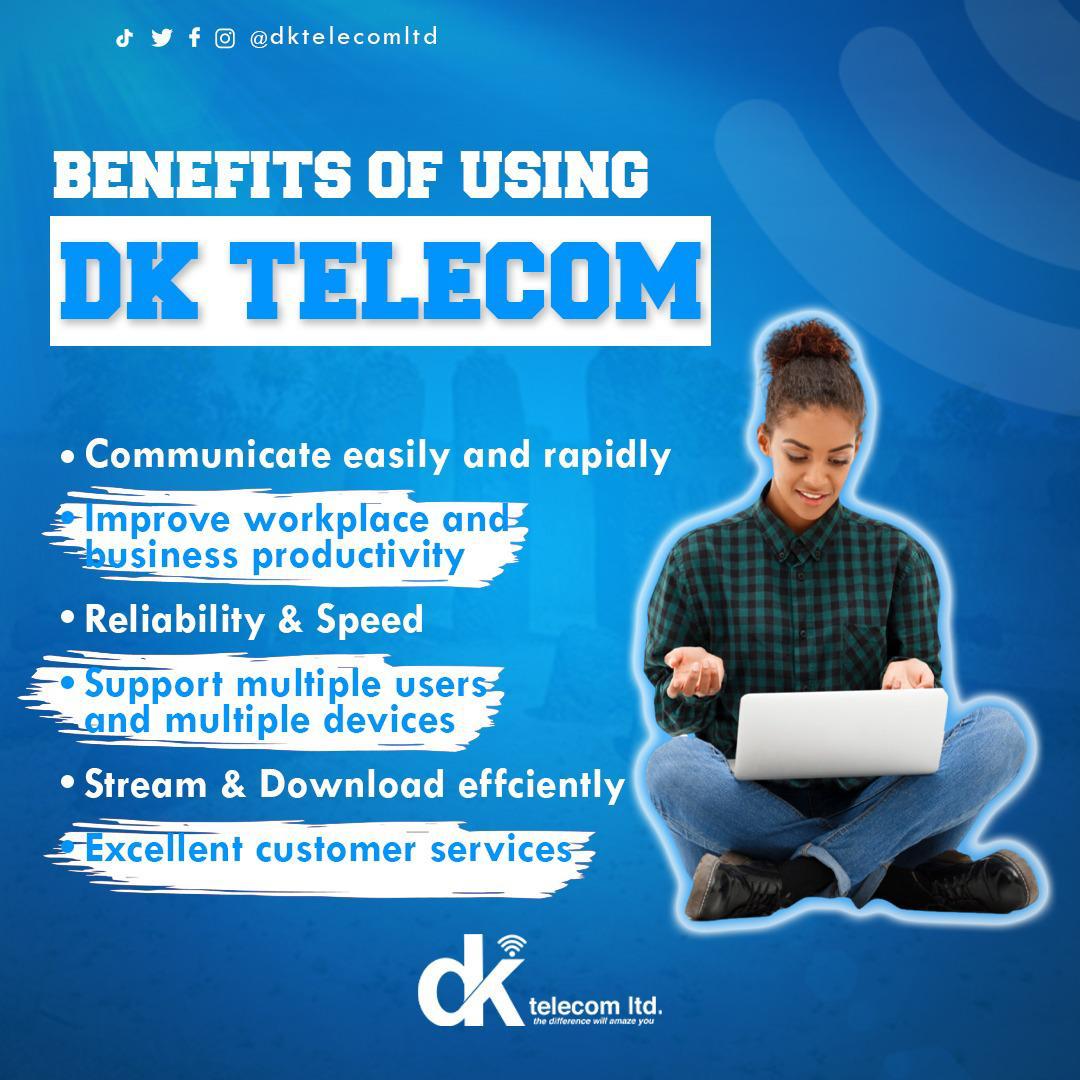 @dktelecomltd
BENEFITS OF USING
DK TELECOM
• Communicate easily and rapidly
• Improve workplace and
business productivity
• Reliability & Speed
• Support multiple users
and multiple devices
• Stream & Download effciently
• Excellent customer services
dk
telecom ltd.
the difference will amaze you